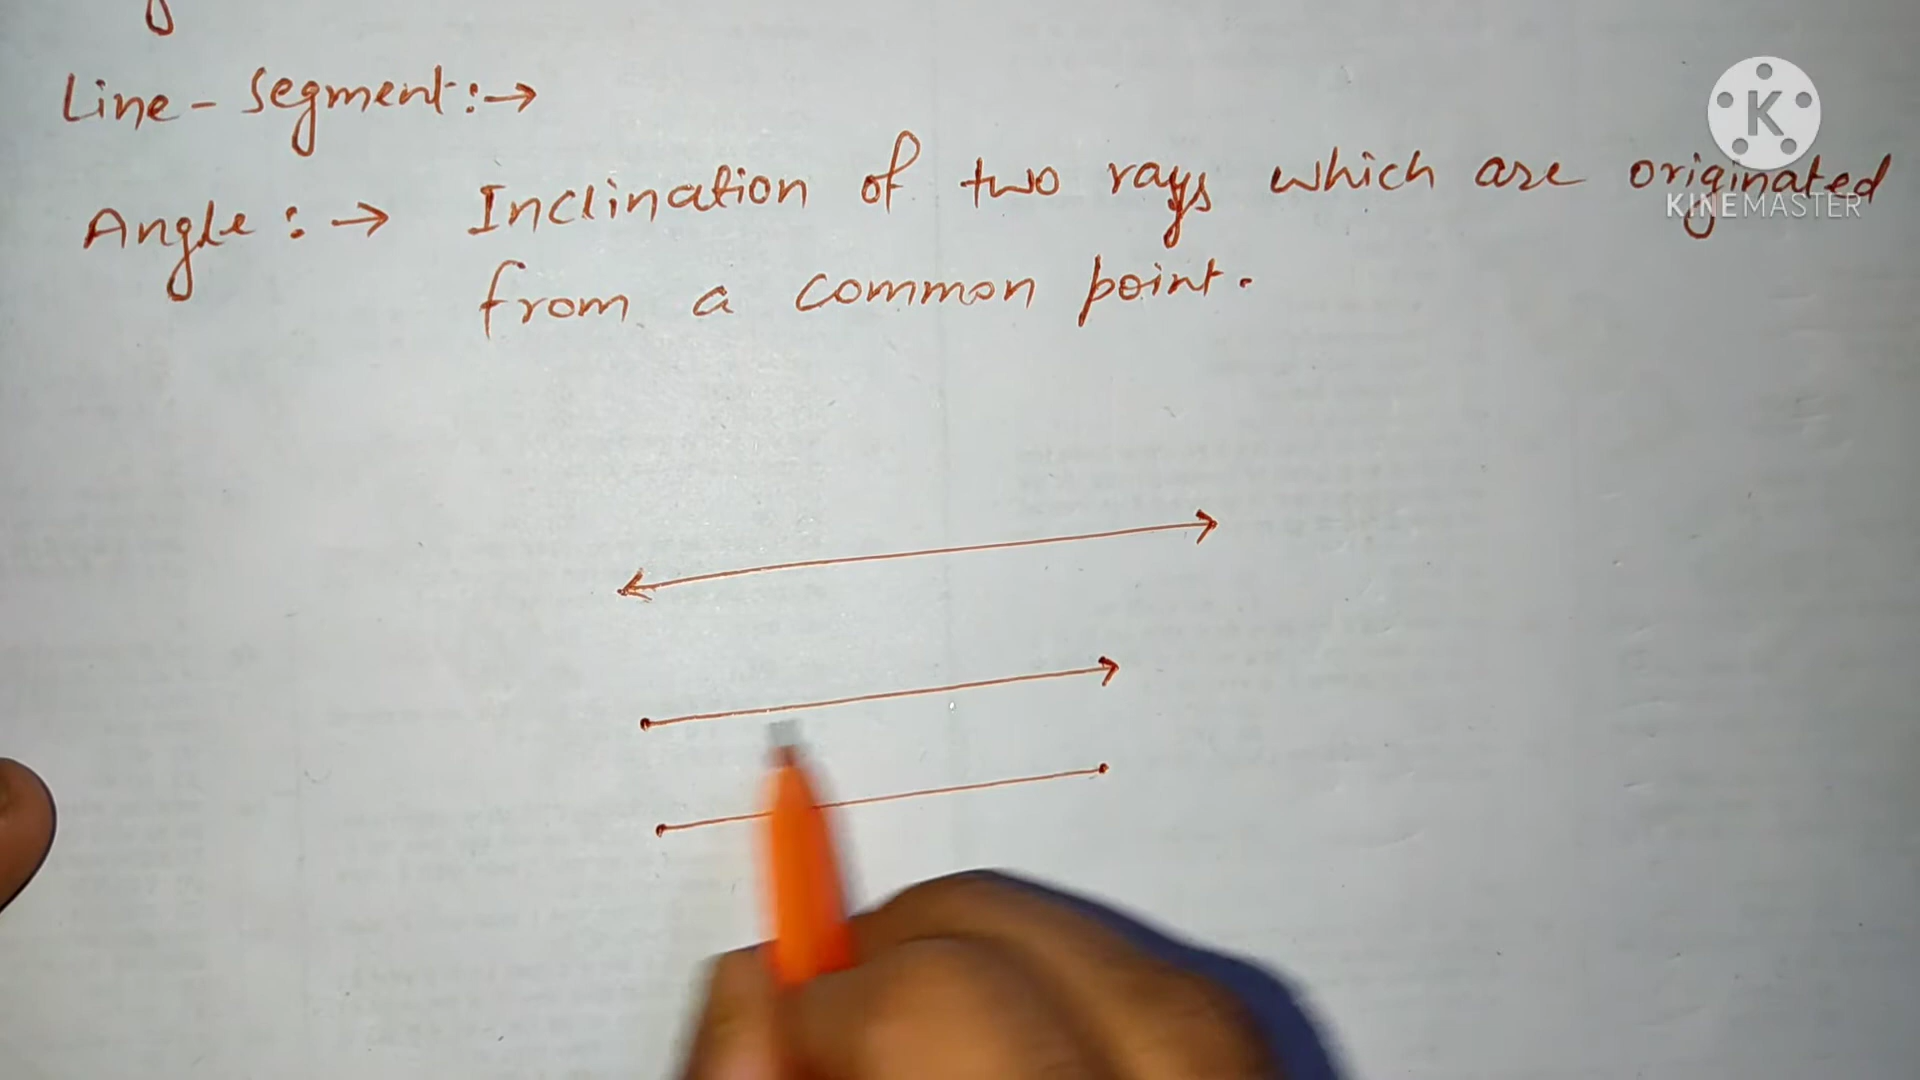 Line - Segment :→
Angle :→ Inclination of two rays which are originated
from a common point.
K
KINEMASTER